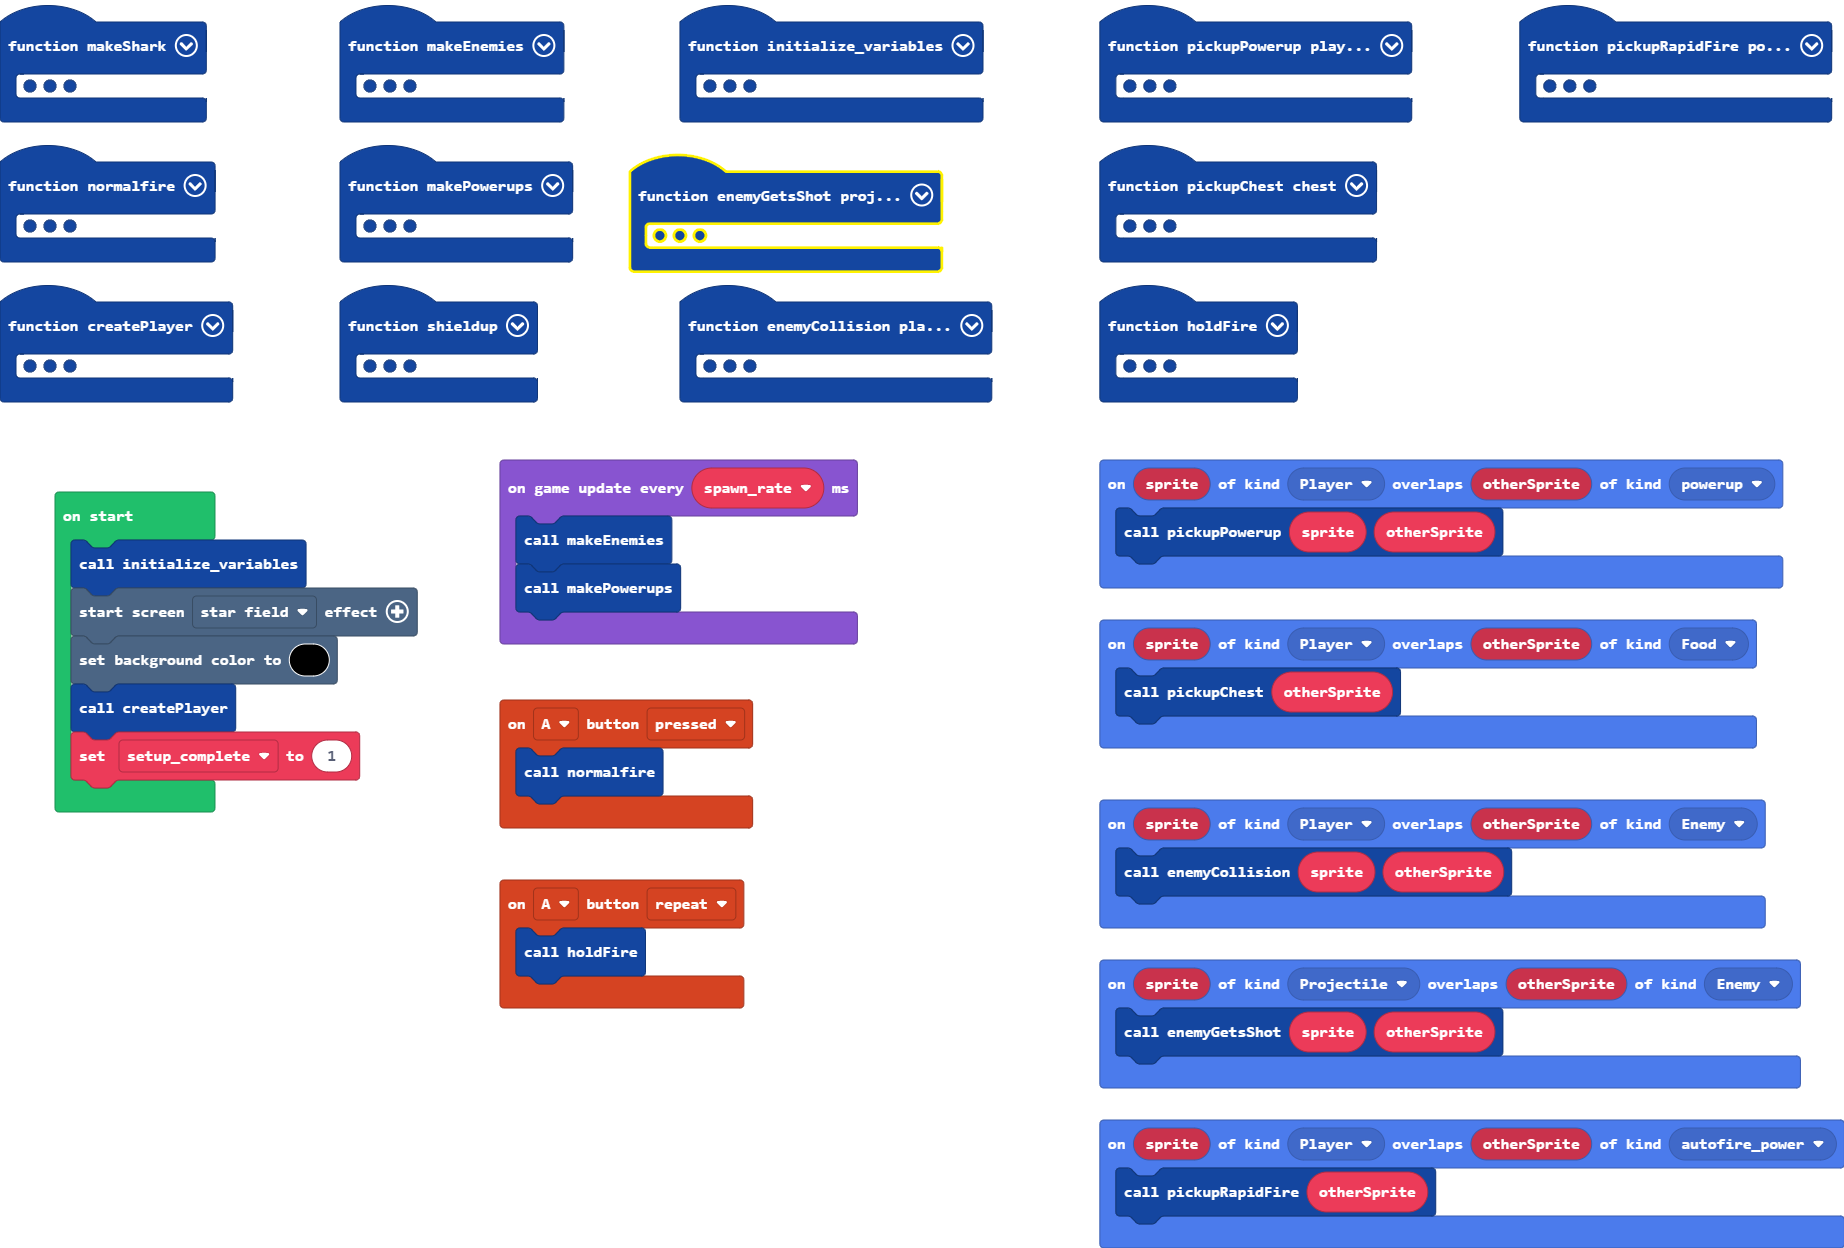 function makeShark
function makeEnemies
function initialize_variables
function pickupPowerup play...
function pickupRapidFire po...
function normalfire
function makePowerups
function enemyGetsShot proj...
function pickupChest chest
function createPlayer
function shieldup
function enemyCollision pla...
function holdFire
on start
call initialize_variables
start screen star field effect
set background color to
call createPlayer
set setup_complete to 1
on game update every spawn_rate ms
call makeEnemies
call makePowerups
on A button pressed
call normalfire
on A button repeat
call holdFire
on sprite of kind Player overlaps otherSprite of kind powerup
call pickupPowerup sprite otherSprite
on sprite of kind Player overlaps otherSprite of kind Food
call pickupChest otherSprite
on sprite of kind Player overlaps otherSprite of kind Enemy
call enemyCollision sprite otherSprite
on sprite of kind Projectile overlaps otherSprite of kind Enemy
call enemyGetsShot sprite otherSprite
on sprite of kind Player overlaps otherSprite of kind autofire_power
call pickupRapidFire otherSprite